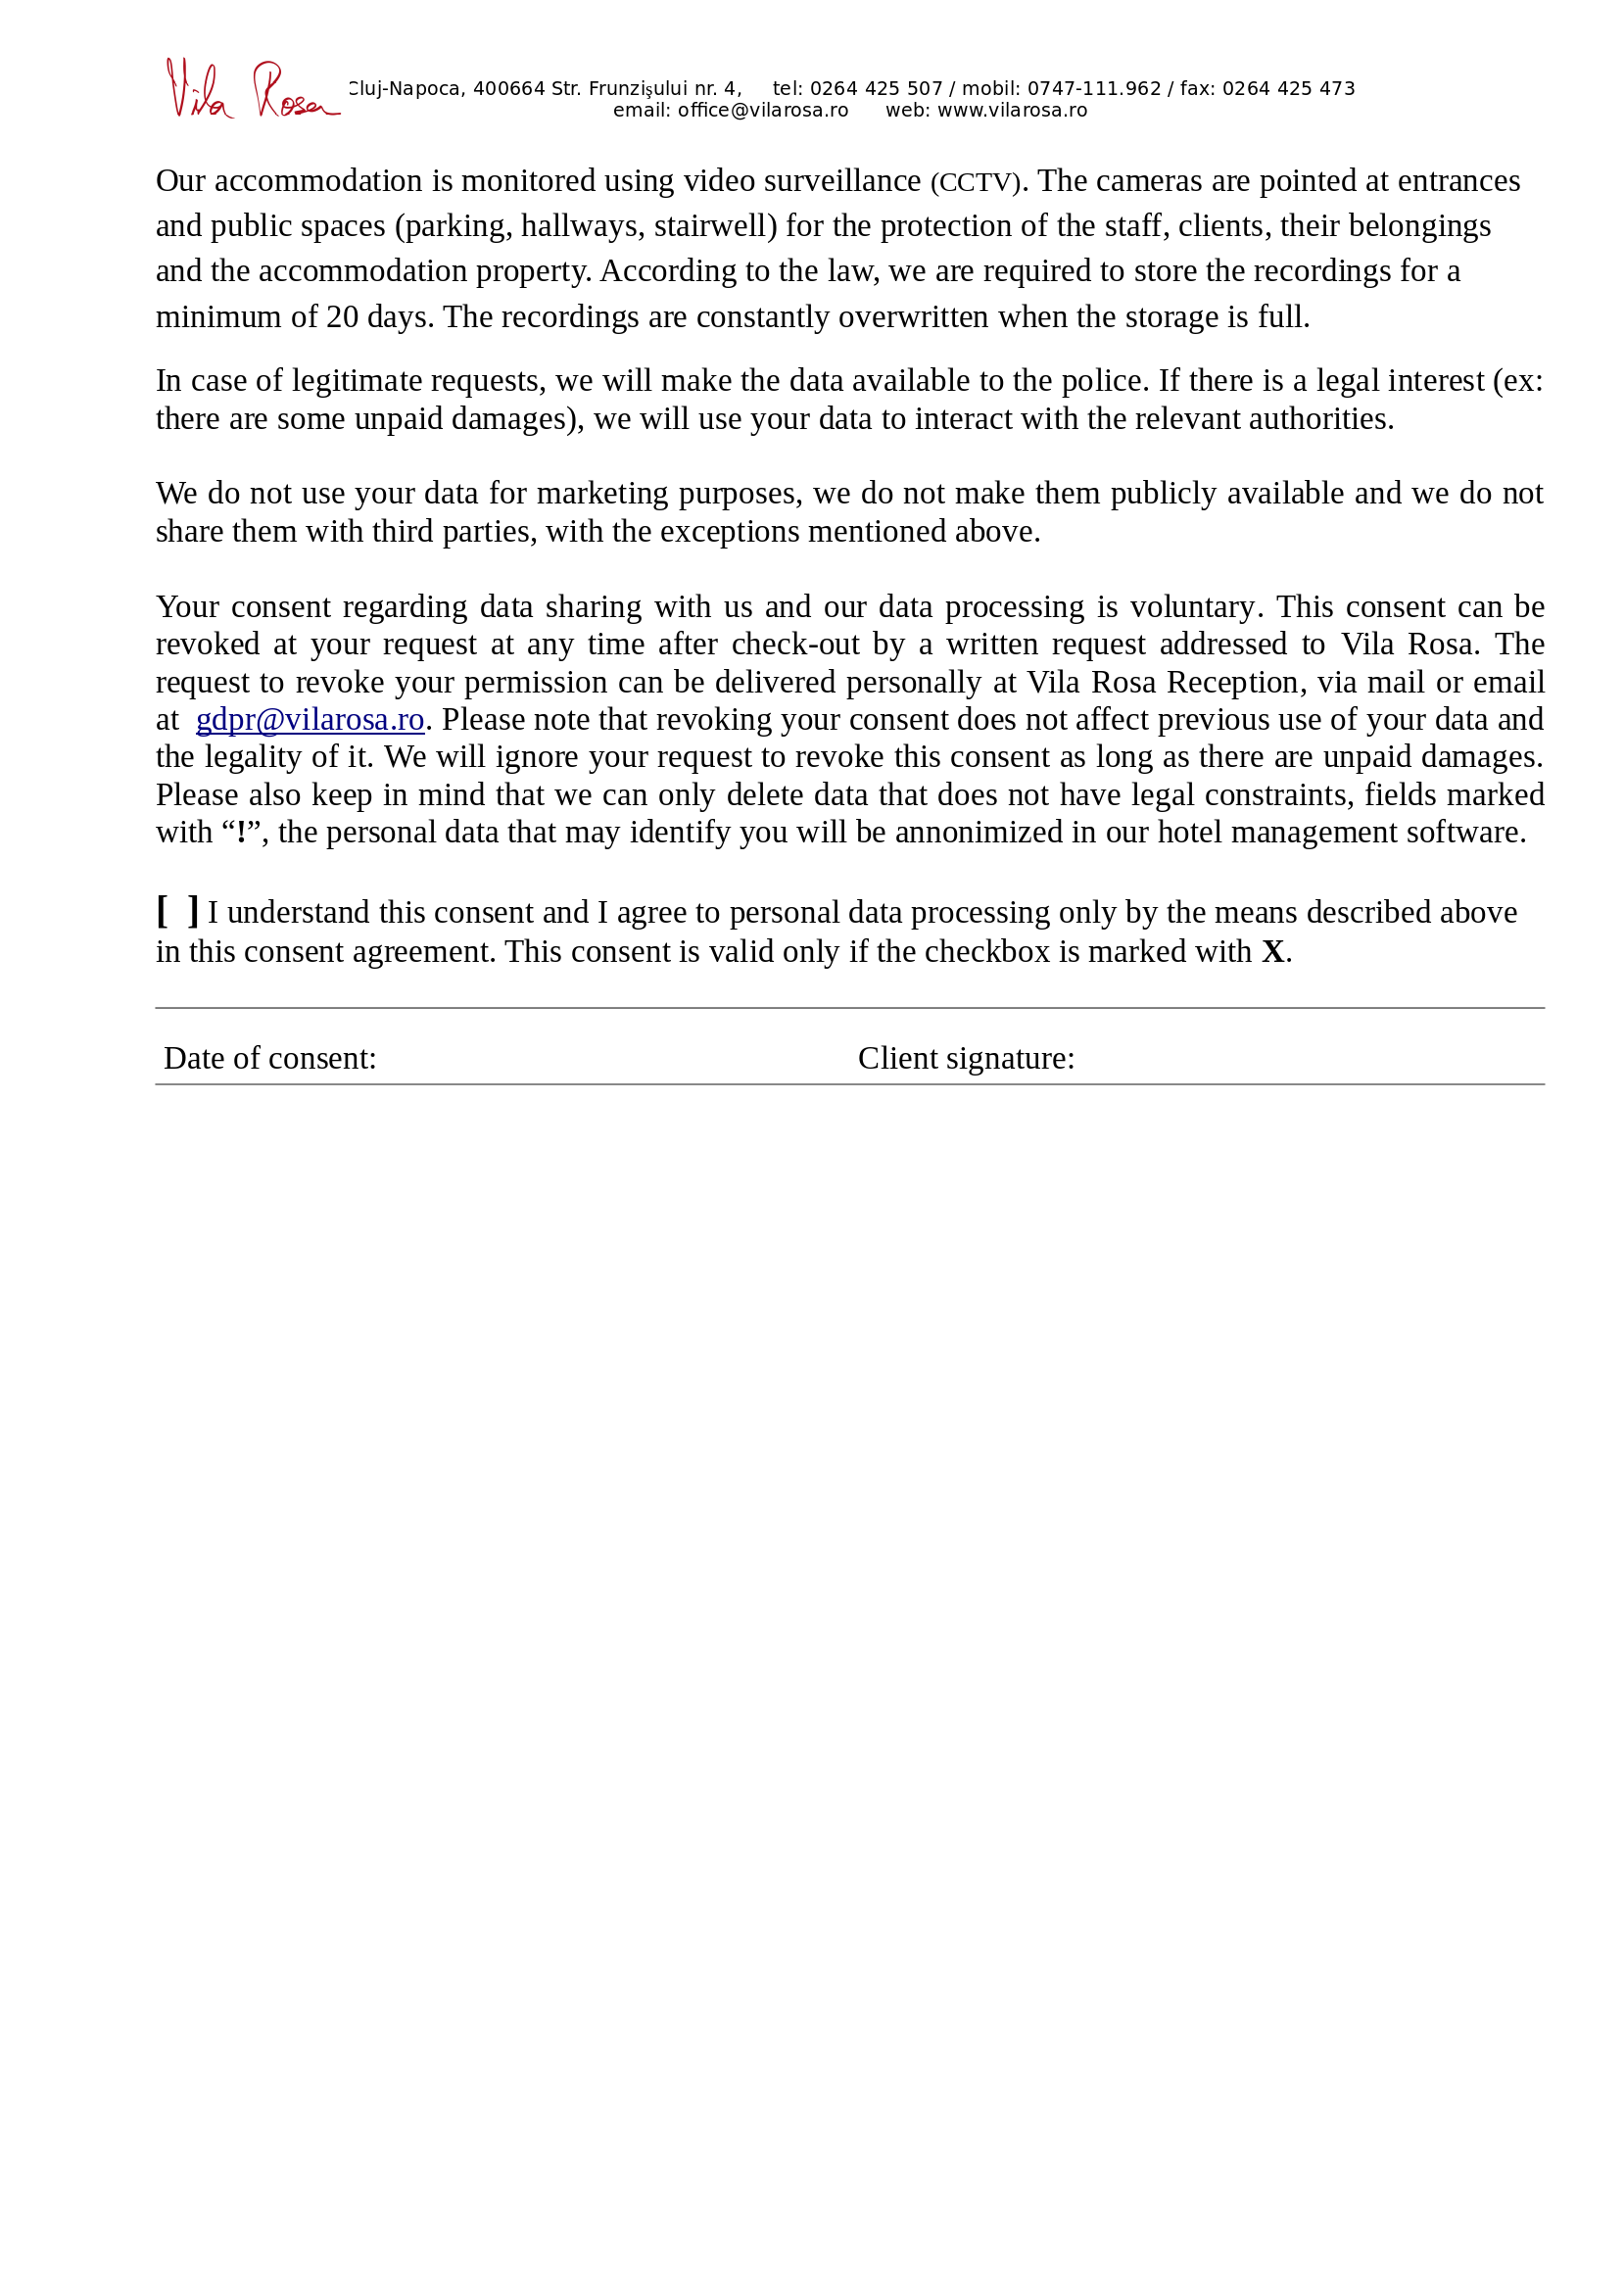 Vila Rosa
Cluj-Napoca, 400664 Str. Frunzişului nr. 4, tel: 0264 425 507 / mobil: 0747-111.962 / fax: 0264 425 473
email: office@vilarosa.ro web: www.vilarosa.ro
Our accommodation is monitored using video surveillance (CCTV). The cameras are pointed at entrances
and public spaces (parking, hallways, stairwell) for the protection of the staff, clients, their belongings
and the accommodation property. According to the law, we are required to store the recordings for a
minimum of 20 days. The recordings are constantly overwritten when the storage is full.
In case of legitimate requests, we will make the data available to the police. If there is a legal interest (ex:
there are some unpaid damages), we will use your data to interact with the relevant authorities.
We do not use your data for marketing purposes, we do not make them publicly available and we do not
share them with third parties, with the exceptions mentioned above.
Your consent regarding data sharing with us and our data processing is voluntary. This consent can be
revoked at your request at any time after check-out by a written request addressed to Vila Rosa. The
request to revoke your permission can be delivered personally at Vila Rosa Reception, via mail or email
at gdpr@vilarosa.ro. Please note that revoking your consent does not affect previous use of your data and
the legality of it. We will ignore your request to revoke this consent as long as there are unpaid damages.
Please also keep in mind that we can only delete data that does not have legal constraints, fields marked
with “!”, the personal data that may identify you will be annonimized in our hotel management software.
[ ] I understand this consent and I agree to personal data processing only by the means described above
in this consent agreement. This consent is valid only if the checkbox is marked with X.
Date of consent: Client signature: